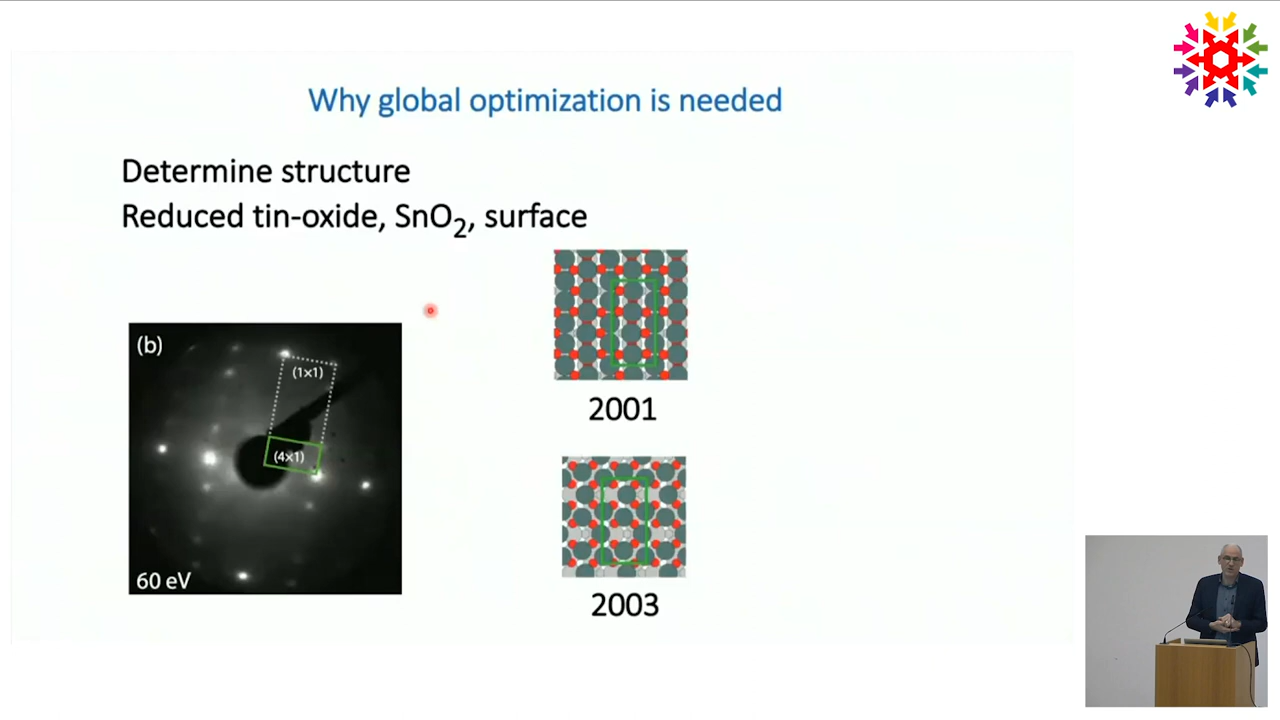 Why global optimization is needed
Determine structure
Reduced tin-oxide, SnO2, surface
(b)
(1×1)
(4×1)
60 eV
2001
2003